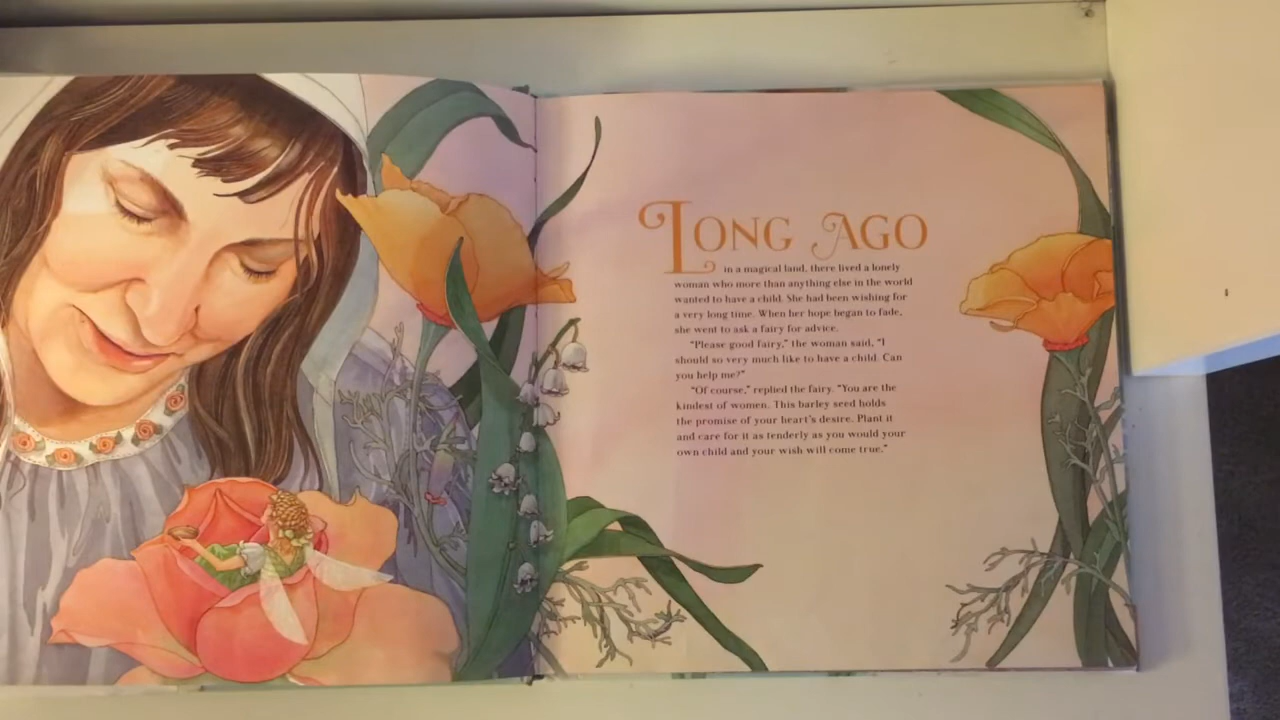 LONG AGO
in a magical land, there lived a lonely
woman who more than anything else in the world
wanted to have a child. She had been wishing for
a very long time. When her hope began to fade,
she went to ask a fairy for advice.
"Please good fairy," the woman said, "I
should so very much like to have a child. Can
you help me?"
"Of course," replied the fairy. "You are the
kindest of women. This barley seed holds
the promise of your heart's desire. Plant it
and care for it as tenderly as you would your
own child and your wish will come true."